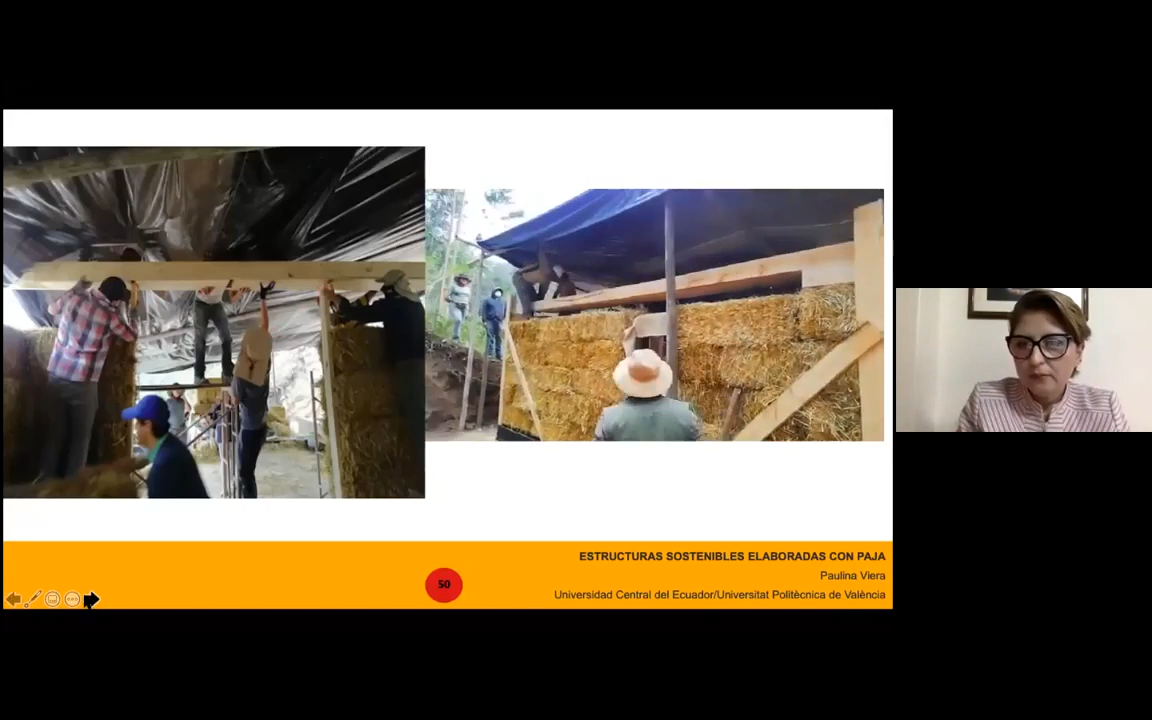 ESTRUCTURAS SOSTENIBLES ELABORADAS CON PAJA
50
Paulina Viera
Universidad Central del Ecuador/Universitat Politècnica de València